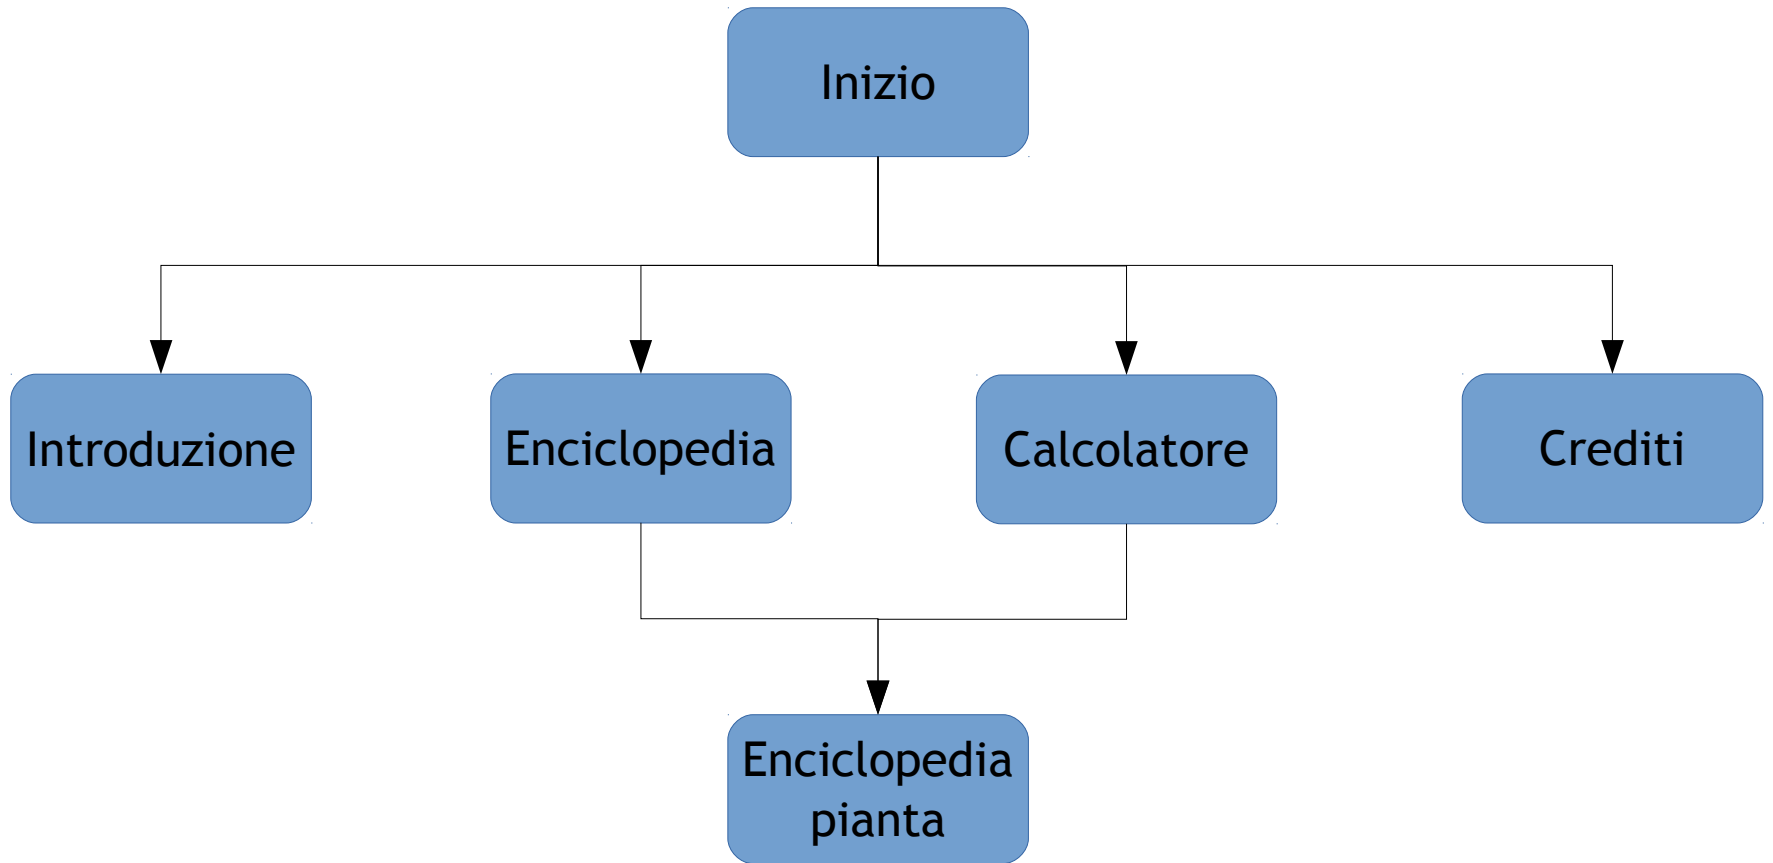 Inizio
Introduzione
Enciclopedia
Calcolatore
Crediti
Enciclopedia
pianta